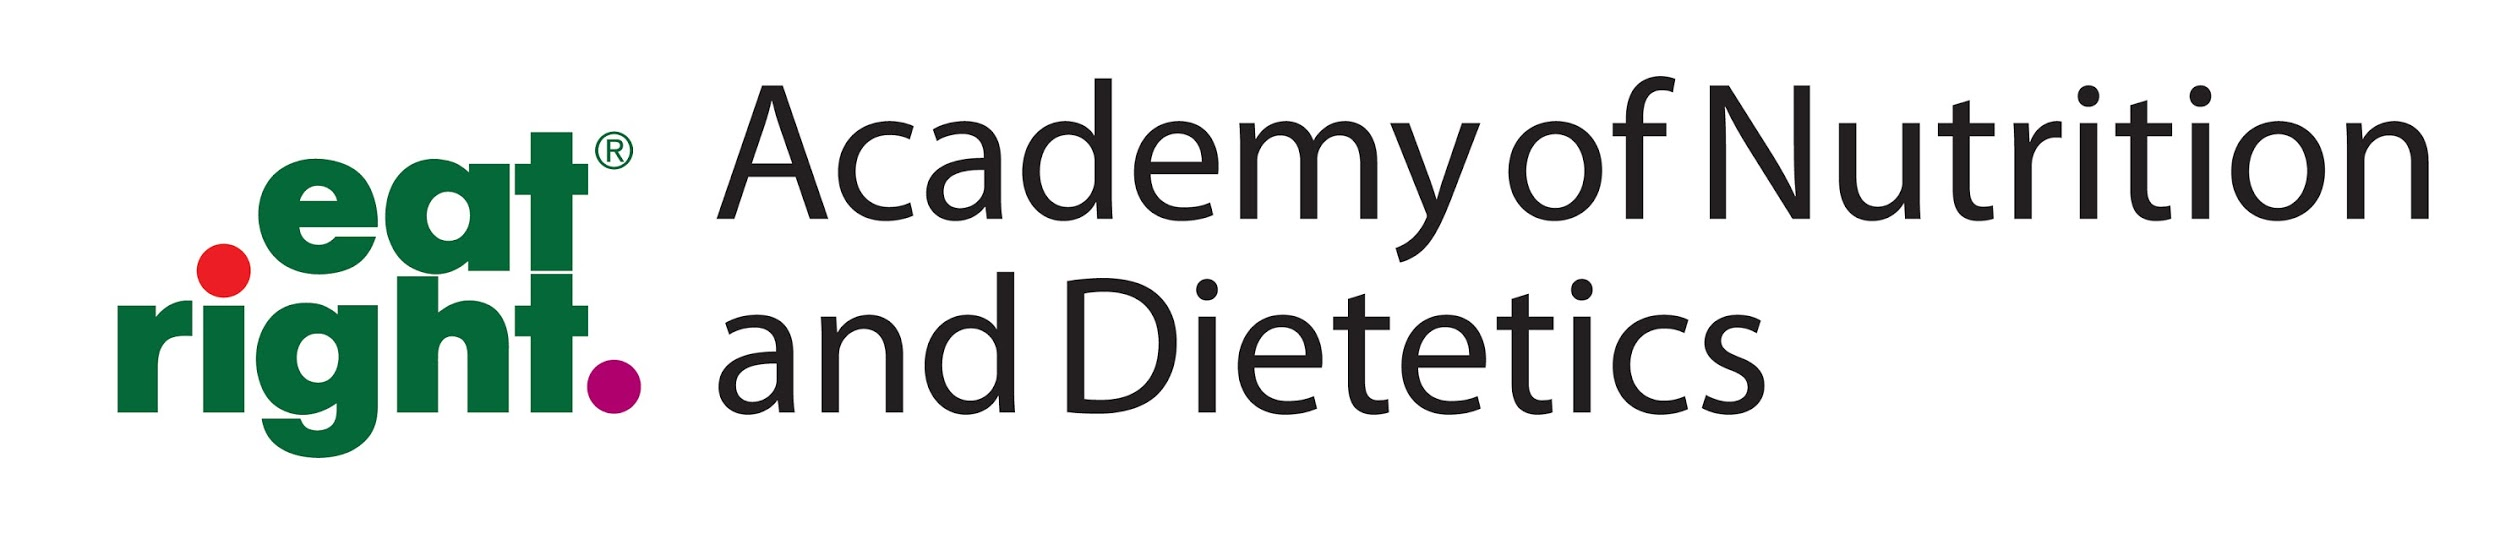 eat®
right.
Academy of Nutrition
and Dietetics